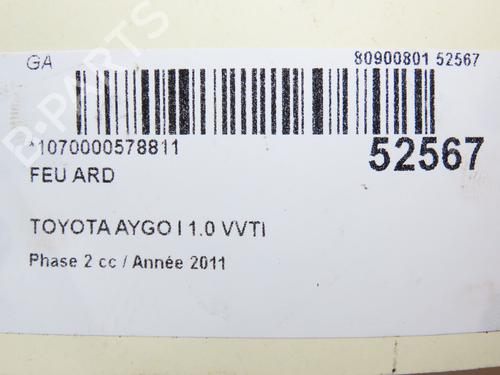 GA
80900801 52567
*1070000578811
52567
FEU ARD
TOYOTA AYGO I 1.0 VVTI
Phase 2 cc / Année 2011
B-PARTS